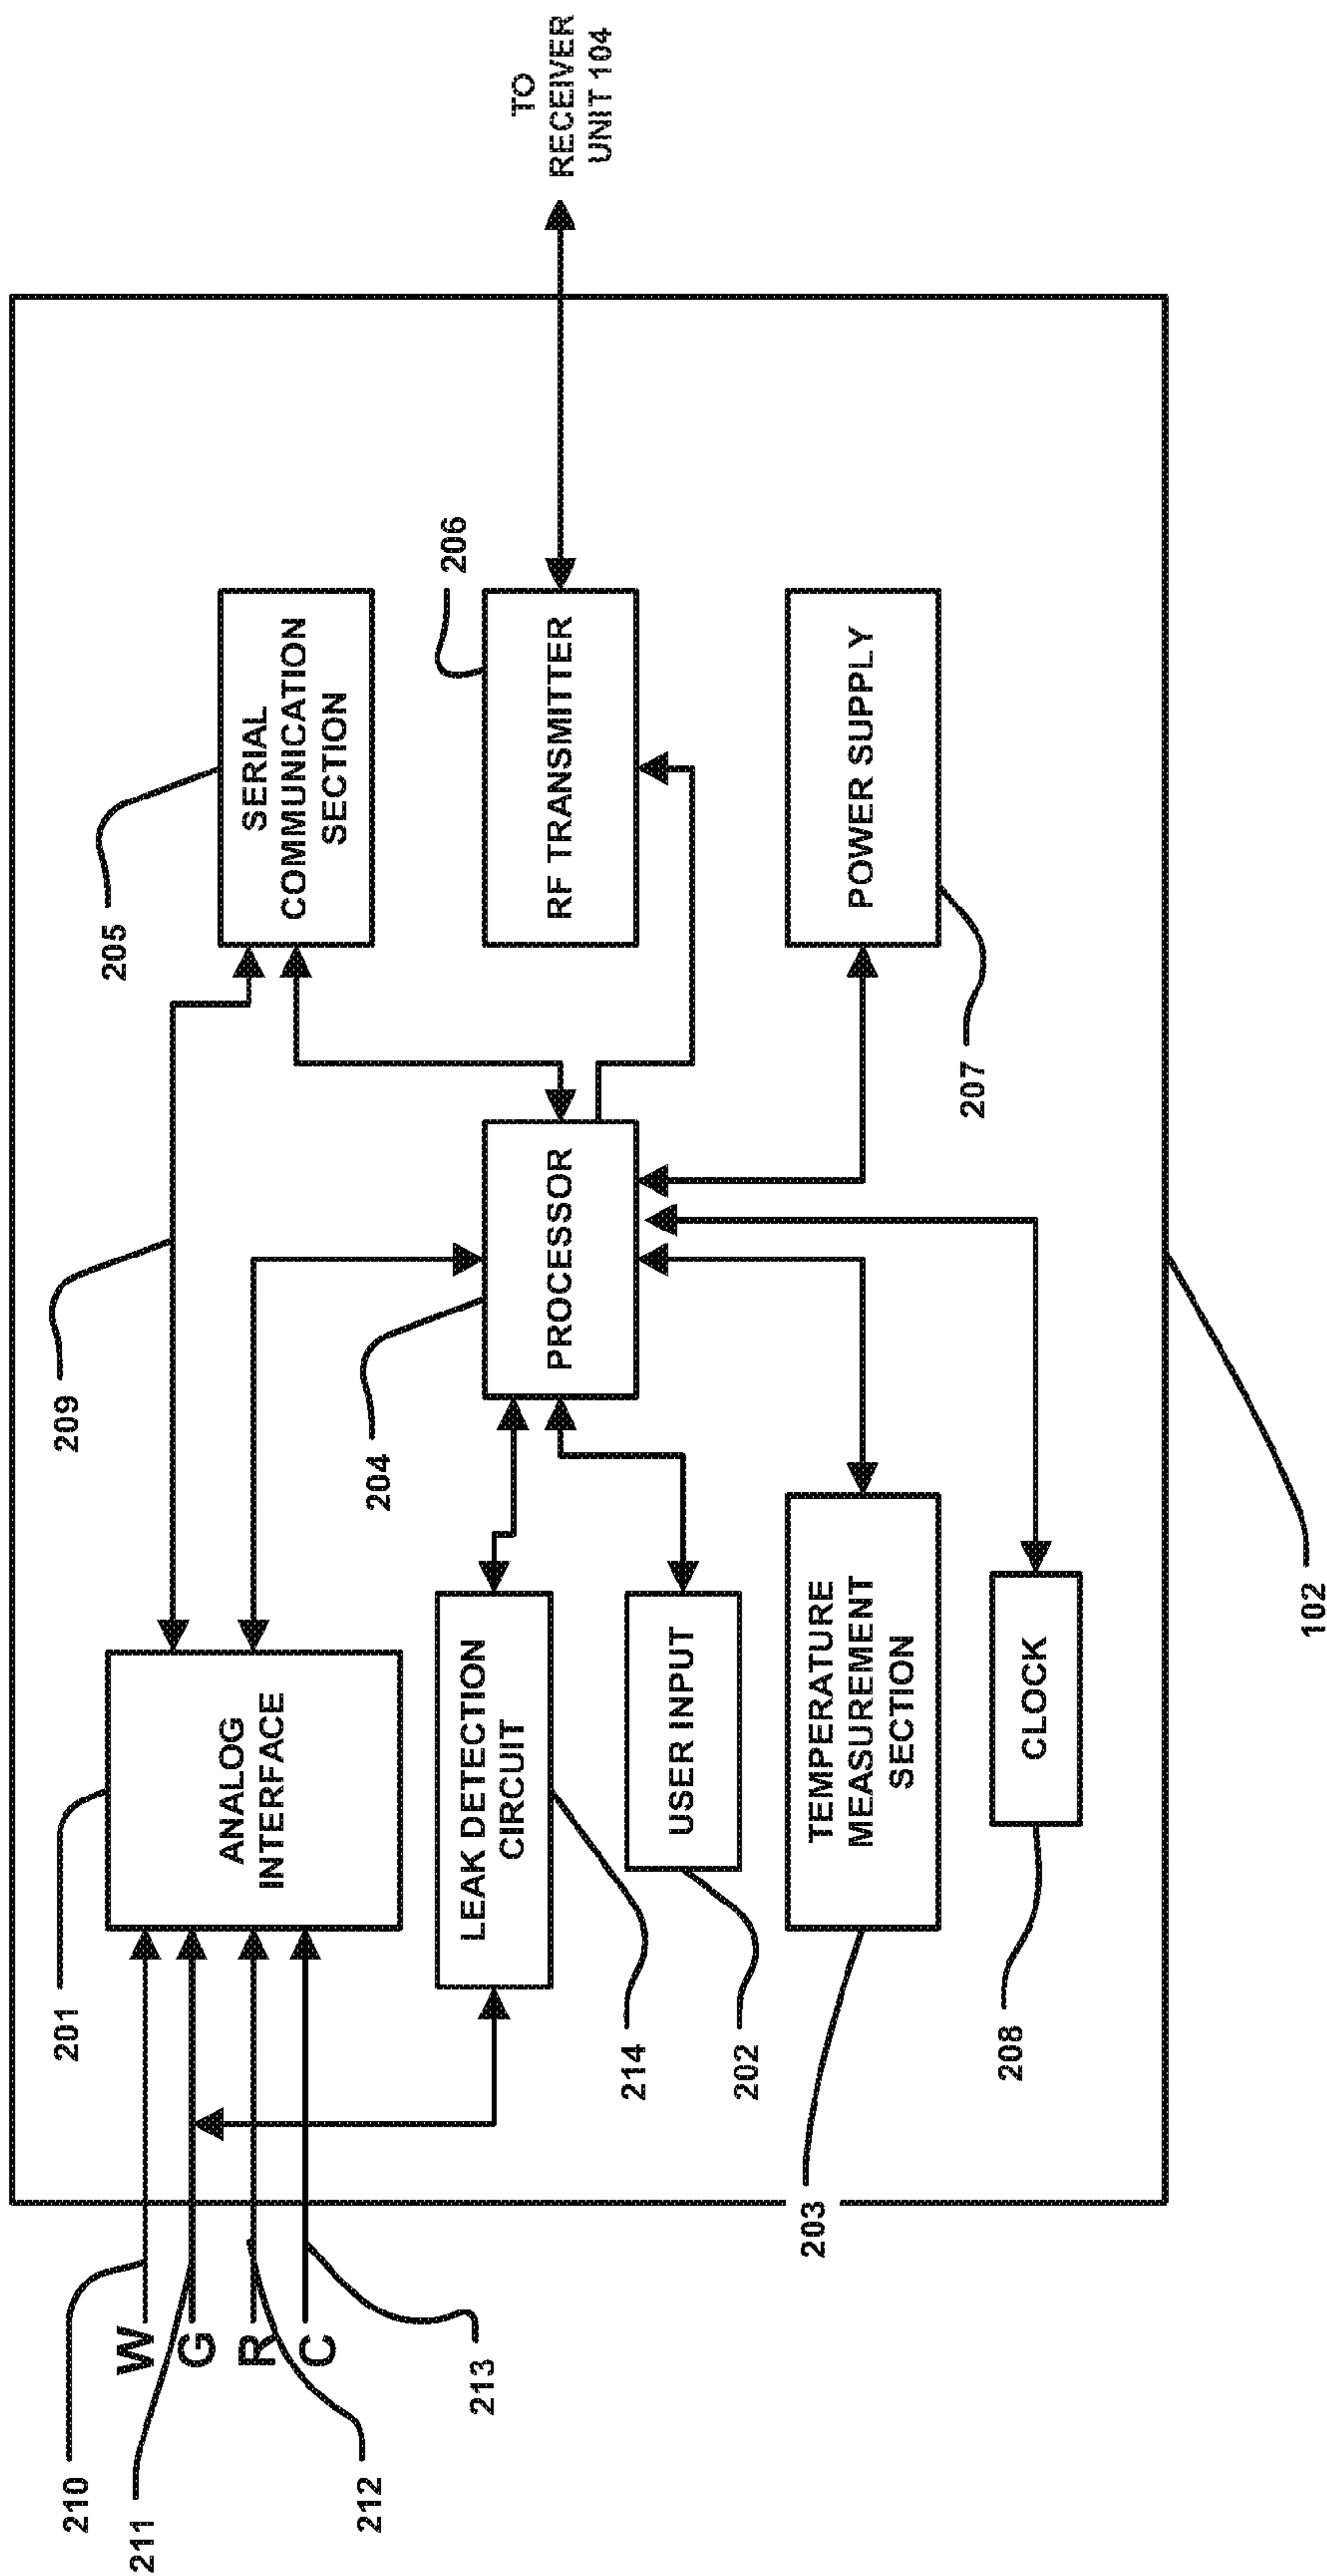 210
W
211
G
212
R
213
C
201
ANALOG
INTERFACE
209
205
SERIAL
COMMUNICATION
SECTION
214
LEAK DETECTION
CIRCUIT
204
PROCESSOR
206
RF TRANSMITTER
TO
RECEIVER
UNIT 104
202
USER INPUT
203
TEMPERATURE
MEASUREMENT
SECTION
207
POWER SUPPLY
208
CLOCK
102